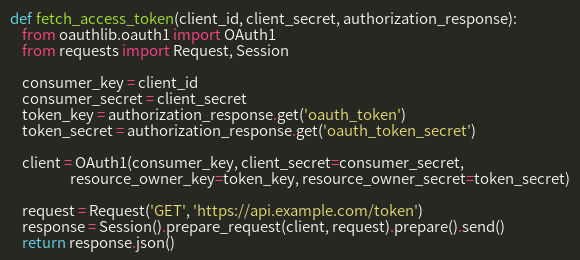 def fetch_access_token(client_id, client_secret, authorization_response):
from oauthlib.oauth1 import OAuth1
from requests import Request, Session
consumer_key = client_id
consumer_secret = client_secret
token_key = authorization_response.get('oauth_token')
token_secret = authorization_response.get('oauth_token_secret')
client = OAuth1(consumer_key, client_secret=consumer_secret,
resource_owner_key=token_key, resource_owner_secret=token_secret)
request = Request('GET', 'https://api.example.com/token')
response = Session().prepare_request(client, request).prepare().send()
return response.json()